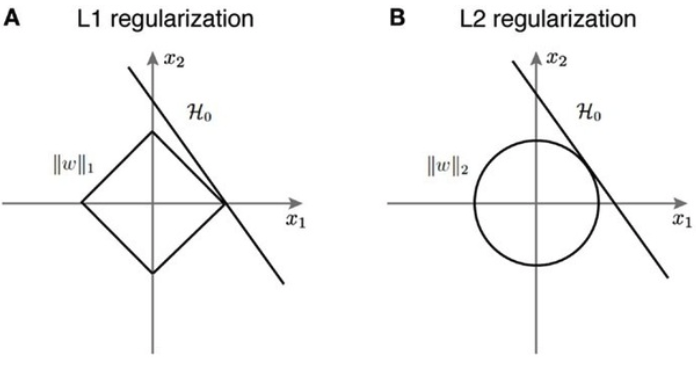 A L1 regularization
x₂
ℋ₀
‖w‖₁
x₁
B L2 regularization
x₂
ℋ₀
‖w‖₂
x₁